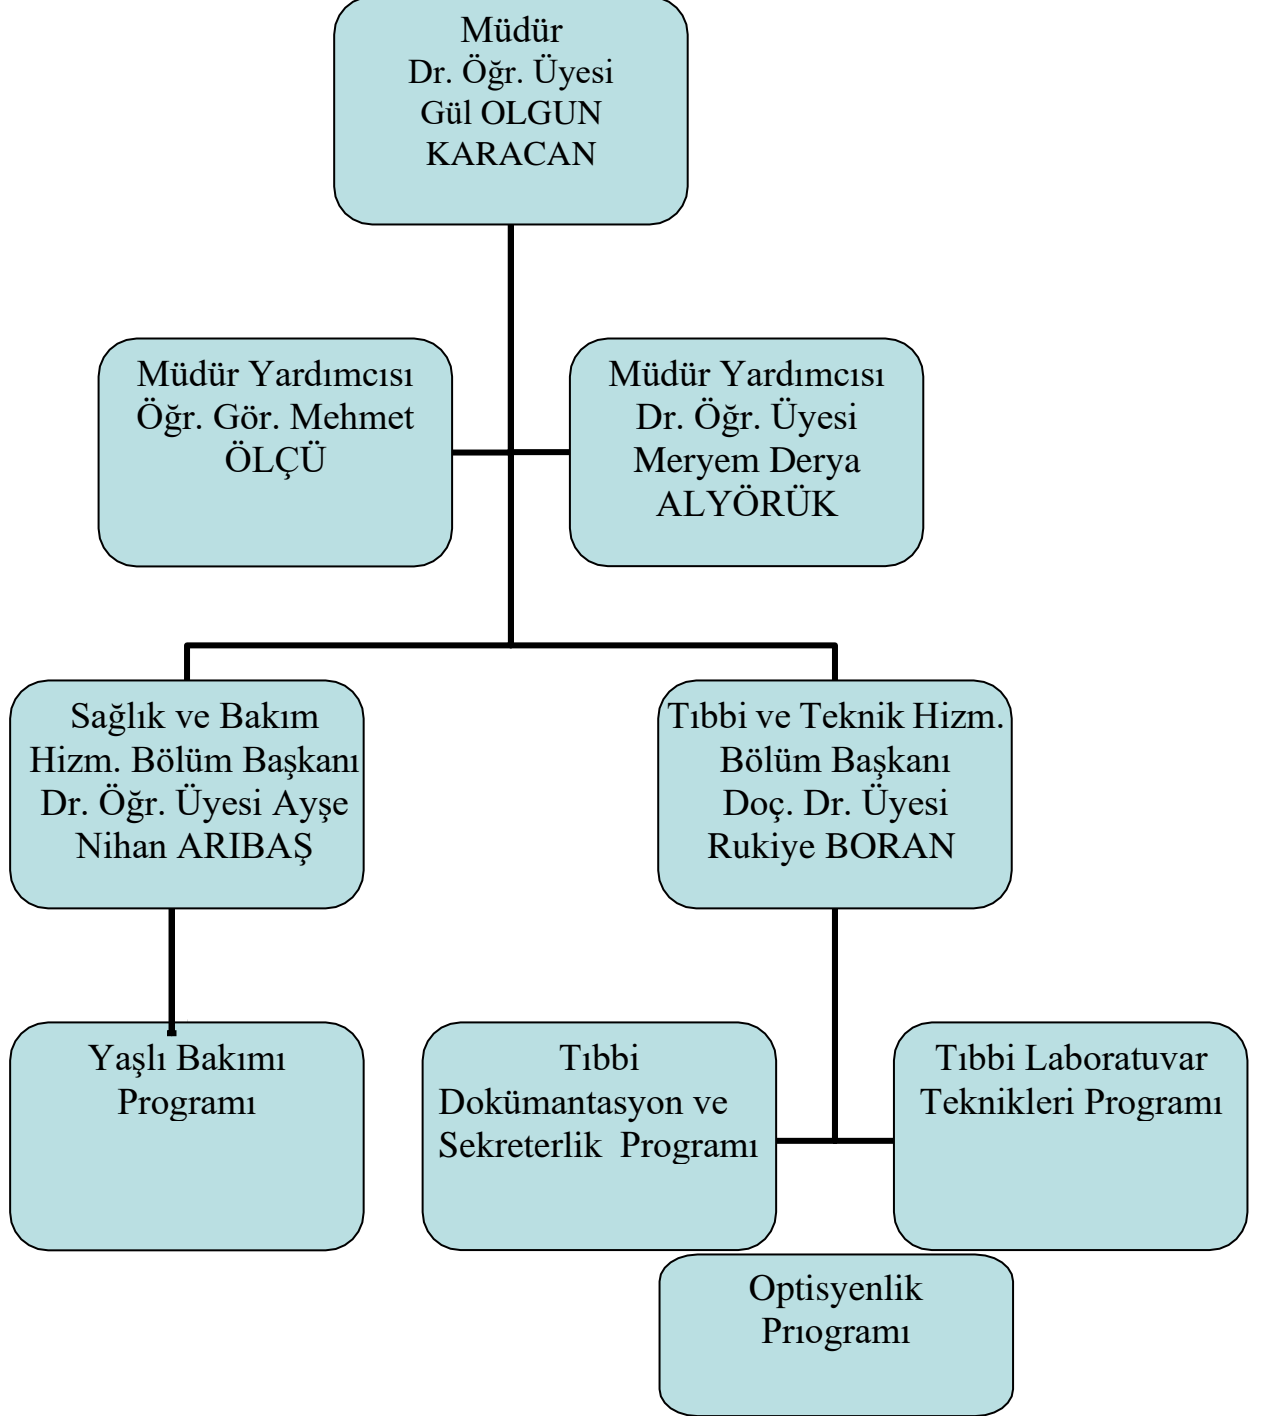 Müdür
Dr. Öğr. Üyesi
Gül OLGUN
KARACAN
Müdür Yardımcısı
Öğr. Gör. Mehmet
ÖLÇÜ
Müdür Yardımcısı
Dr. Öğr. Üyesi
Meryem Derya
ALYÖRÜK
Sağlık ve Bakım
Hizm. Bölüm Başkanı
Dr. Öğr. Üyesi Ayşe
Nihan ARIBAŞ
Tıbbi ve Teknik Hizm.
Bölüm Başkanı
Doç. Dr. Üyesi
Rukiye BORAN
Yaşlı Bakımı
Programı
Tıbbi
Dokümantasyon ve
Sekreterlik  Programı
Tıbbi Laboratuvar
Teknikleri Programı
Optisyenlik
Prıogramı